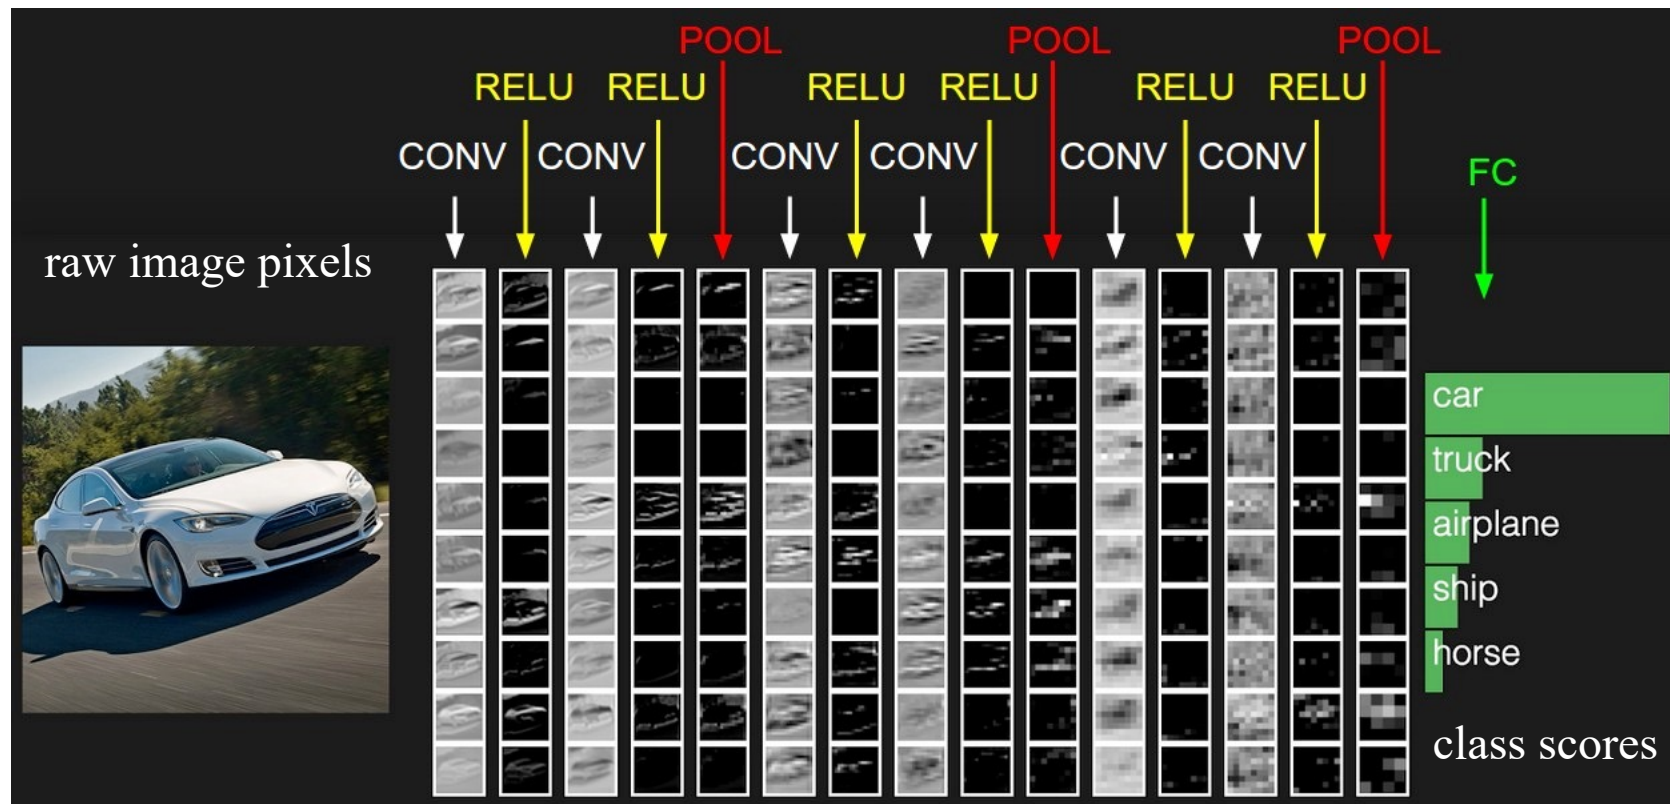 POOL POOL POOL
RELU RELU RELU RELU RELU RELU
CONV CONV CONV CONV CONV CONV
FC
raw image pixels
car
truck
airplane
ship
horse
class scores